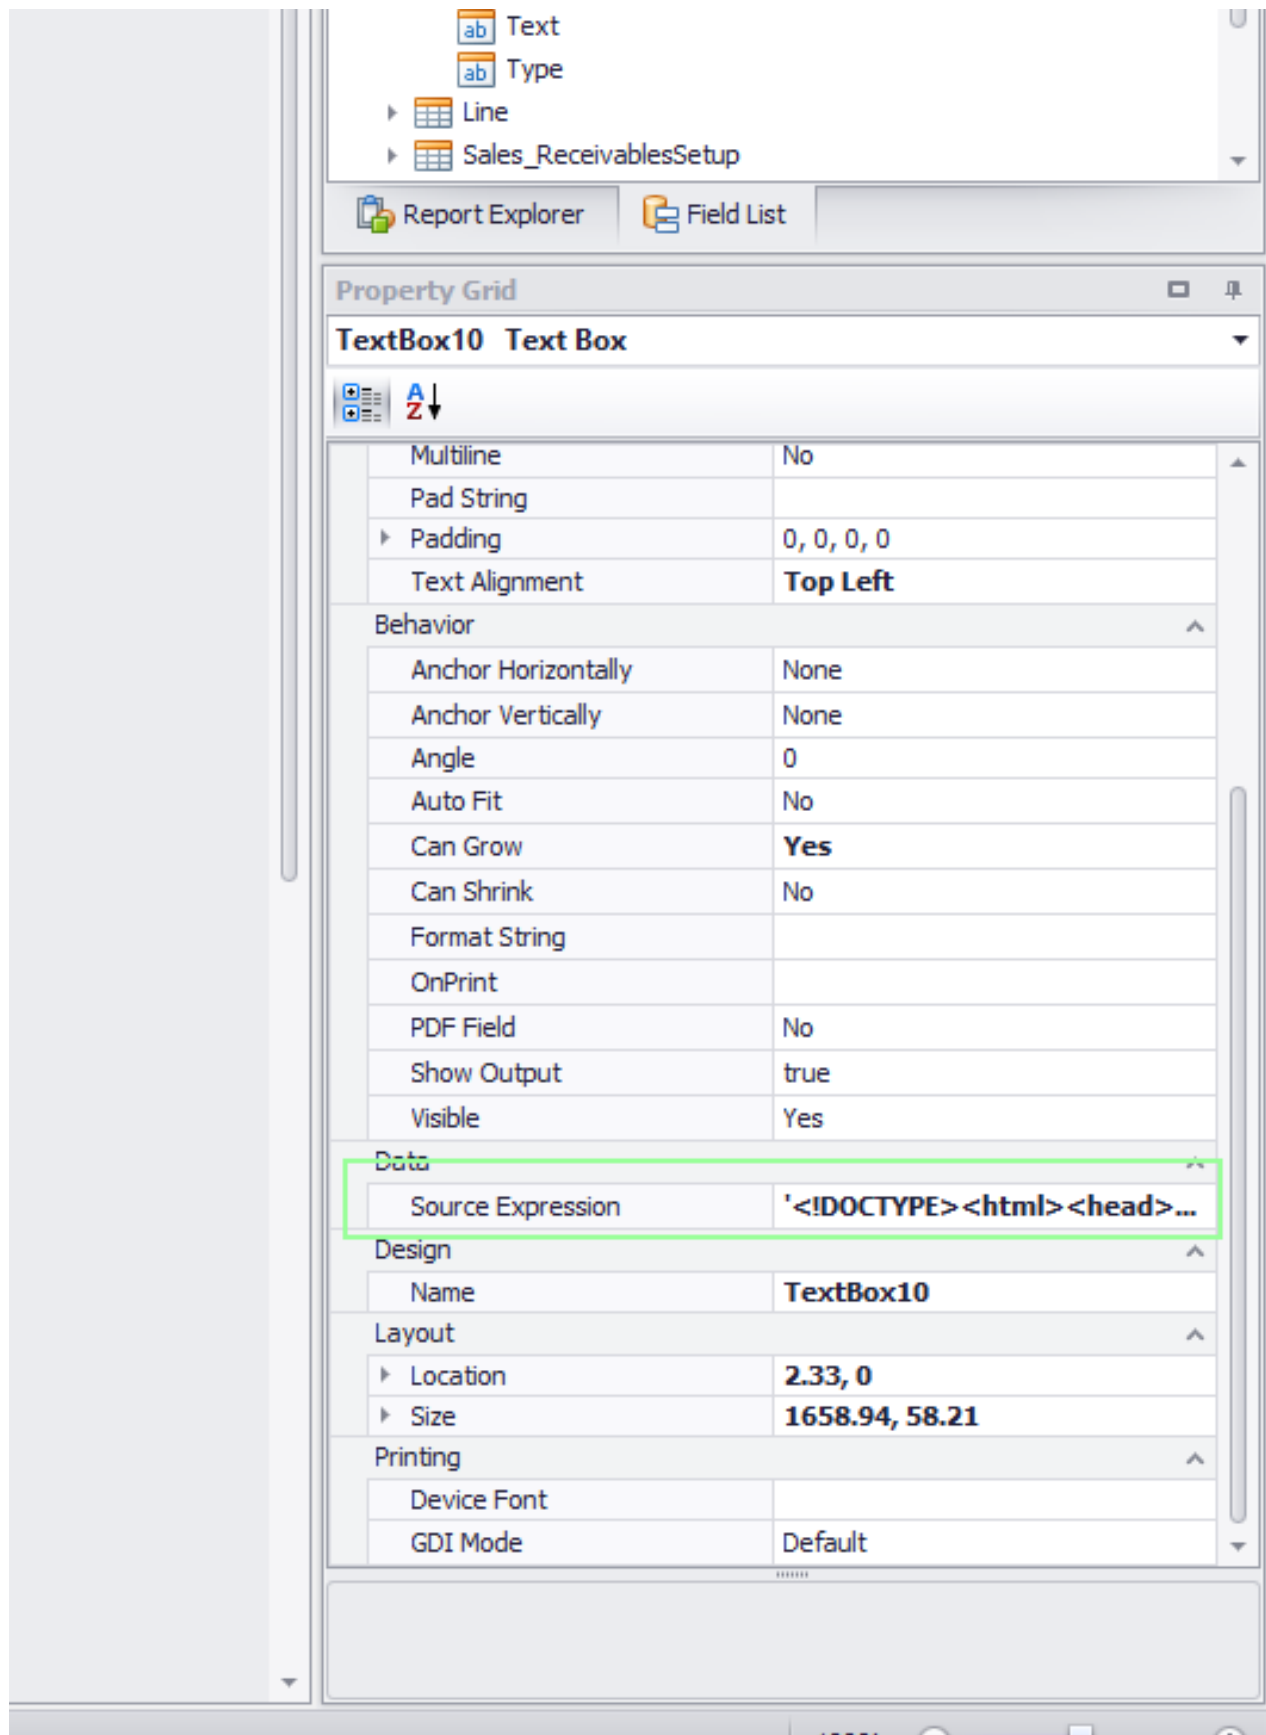 Text
Type
Line
Sales_ReceivablesSetup
Report Explorer Field List
Property Grid
TextBox10 Text Box
Multiline No
Pad String
Padding 0, 0, 0, 0
Text Alignment Top Left
Behavior
Anchor Horizontally None
Anchor Vertically None
Angle 0
Auto Fit No
Can Grow Yes
Can Shrink No
Format String
OnPrint
PDF Field No
Show Output true
Visible Yes
Data
Source Expression '<!DOCTYPE><html><head>...
Design
Name TextBox10
Layout
Location 2.33, 0
Size 1658.94, 58.21
Printing
Device Font
GDI Mode Default